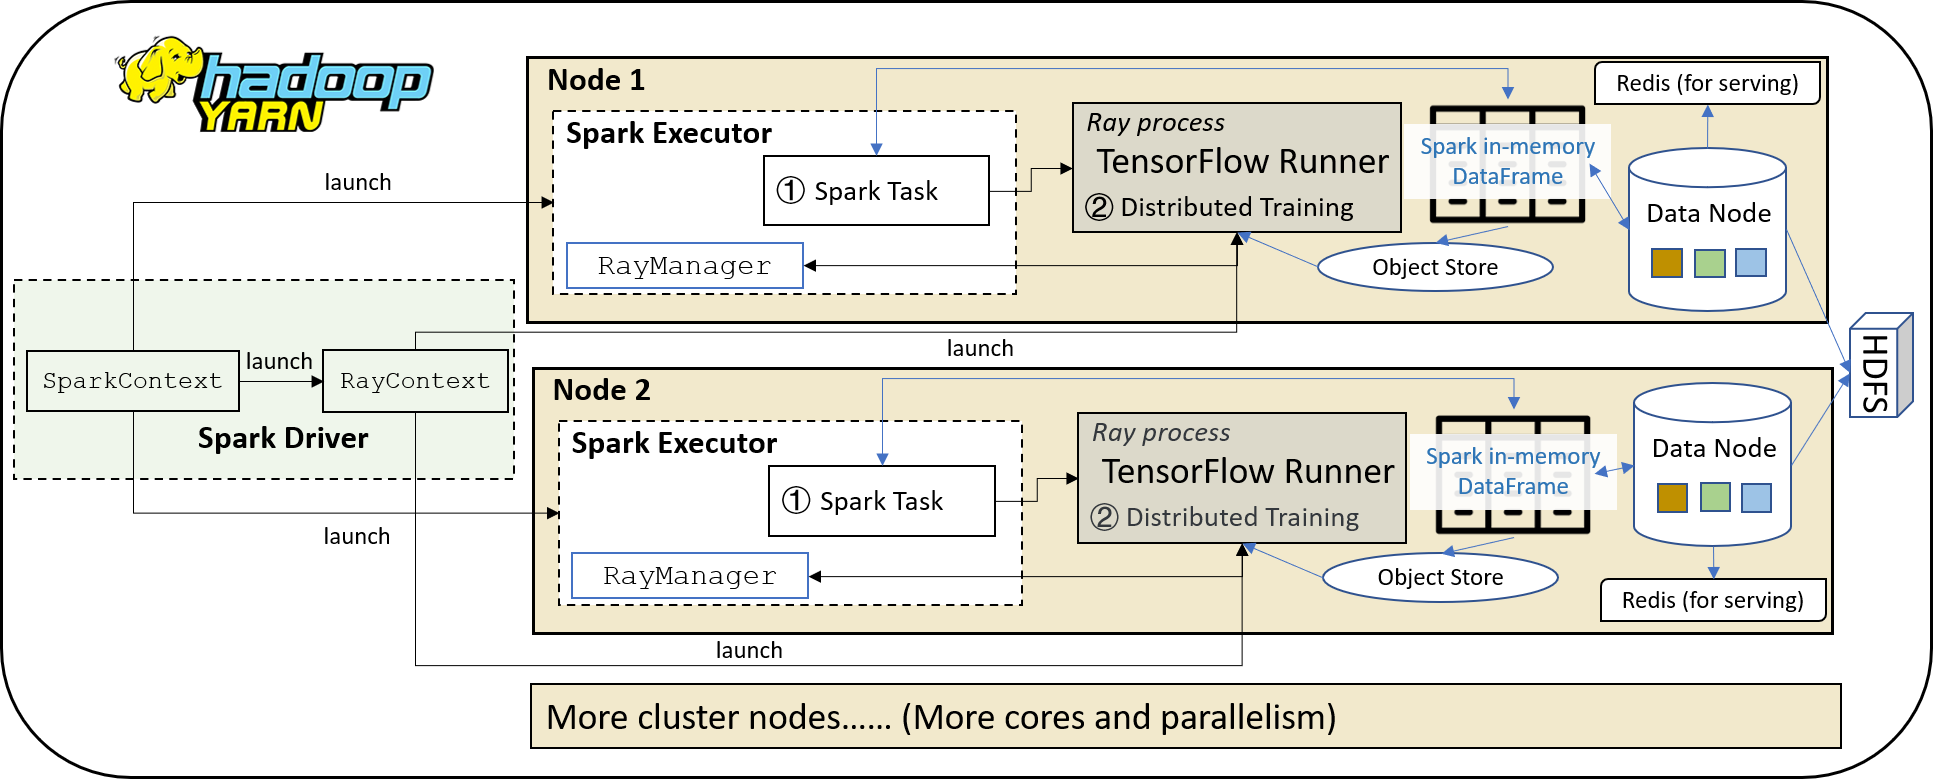 hadoop
YARN
Node 1
Redis (for serving)
Spark Executor
Ray process
TensorFlow Runner
② Distributed Training
① Spark Task
Spark in-memory
DataFrame
Data Node
launch
RayManager
Object Store
launch
SparkContext
launch
RayContext
Spark Driver
HDFS
Node 2
Spark Executor
Ray process
TensorFlow Runner
② Distributed Training
① Spark Task
Spark in-memory
DataFrame
Data Node
launch
RayManager
Object Store
Redis (for serving)
launch
More cluster nodes...... (More cores and parallelism)